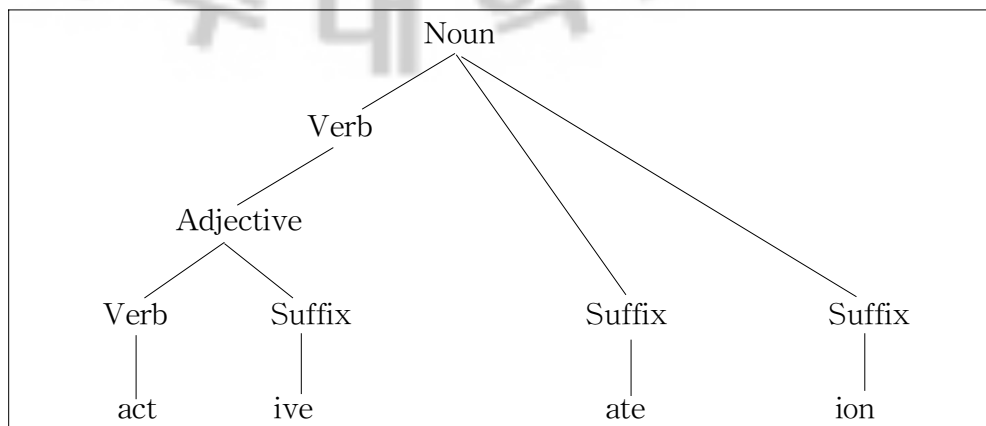 Noun
Verb
Adjective
Verb Suffix Suffix Suffix
act ive ate ion